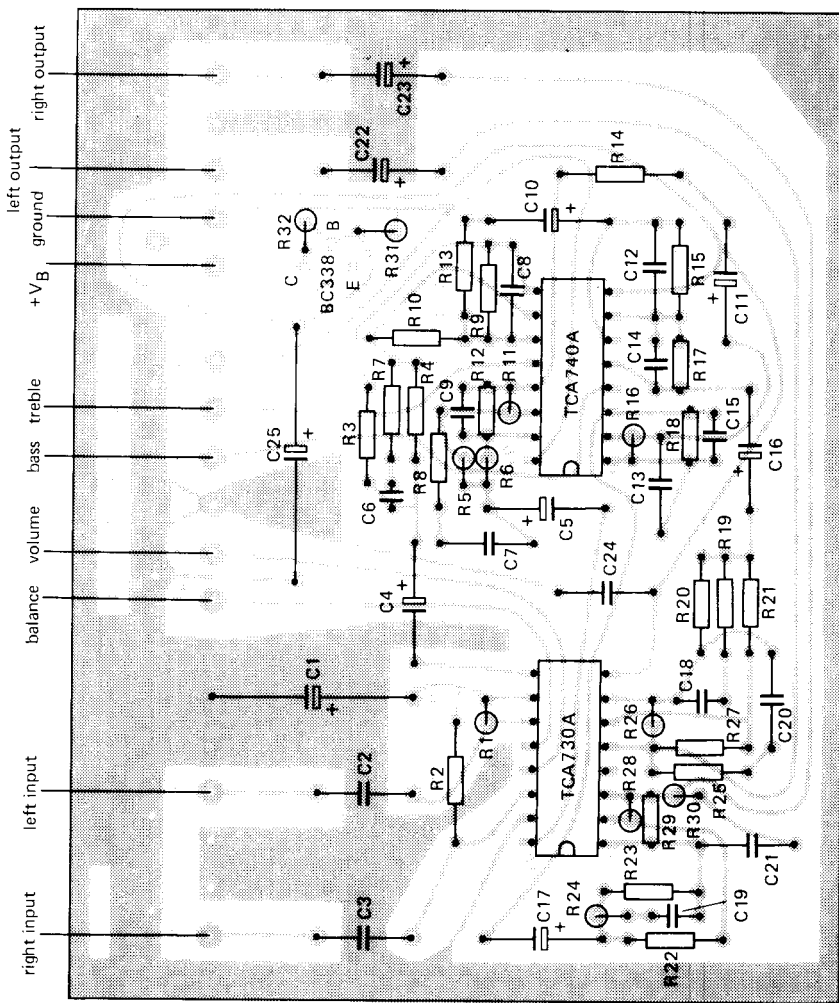 right output
left output
ground
+VB
treble
bass
volume
balance
left input
right input
C23
+
C22
+
R32
B
C
BC338
E
R31
C25
+
R14
C10
+
R13
R9
C8
R10
R7
R4
R3
C9
R12
R11
R8
R5
R6
C6
C7
C5
+
C4
+
C24
TCA740A
C12
R15
C11
+
C14
R17
R16
R18
C15
C13
C16
+
R19
R20
R21
C1
+
C2
C3
R1
R2
TCA730A
C18
R26
R27
C20
R28
R25
R30
R29
C21
R23
C19
R24
R22
C17
+